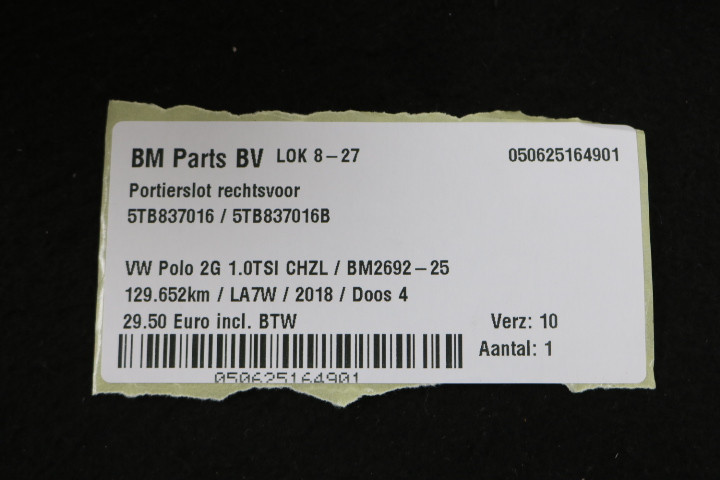 BM Parts BV LOK 8-27 050625164901
Portierslot rechtsvoor
5TB837016 / 5TB837016B
VW Polo 2G 1.0TSI CHZL / BM2692-25
129.652km / LA7W / 2018 / Doos 4
29.50 Euro incl. BTW Verz: 10
Aantal: 1
050625164901